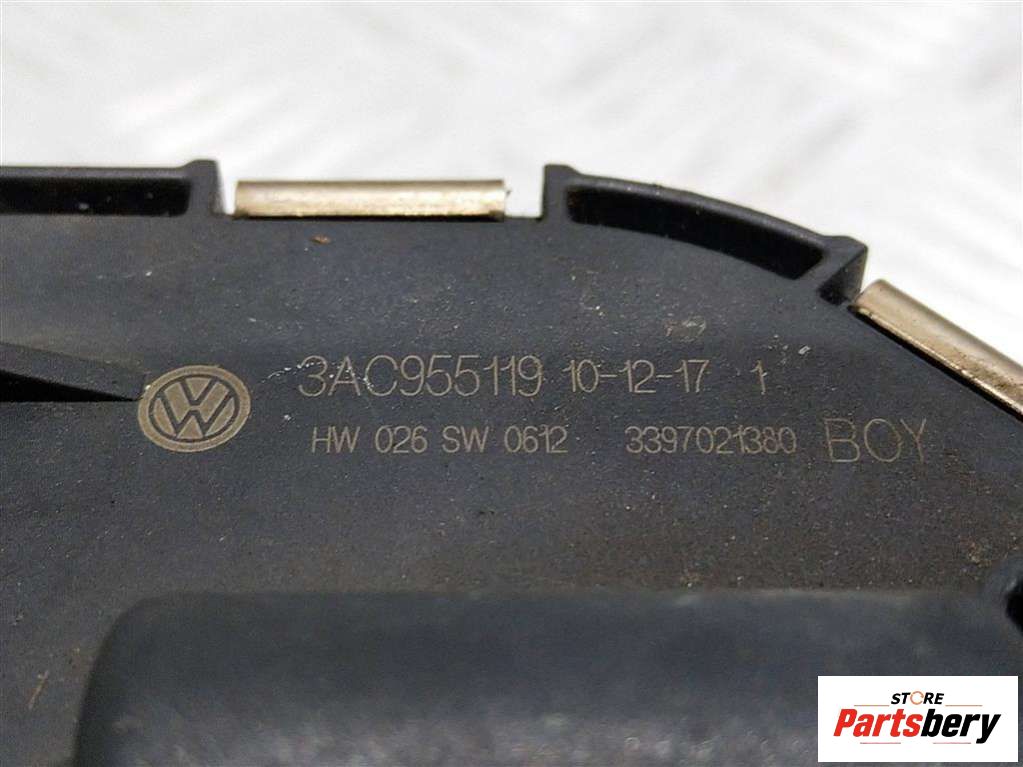 3AC955119 10-12-17 1
HW 026 SW 0612 3397021380 BOY
STORE
Partsbery